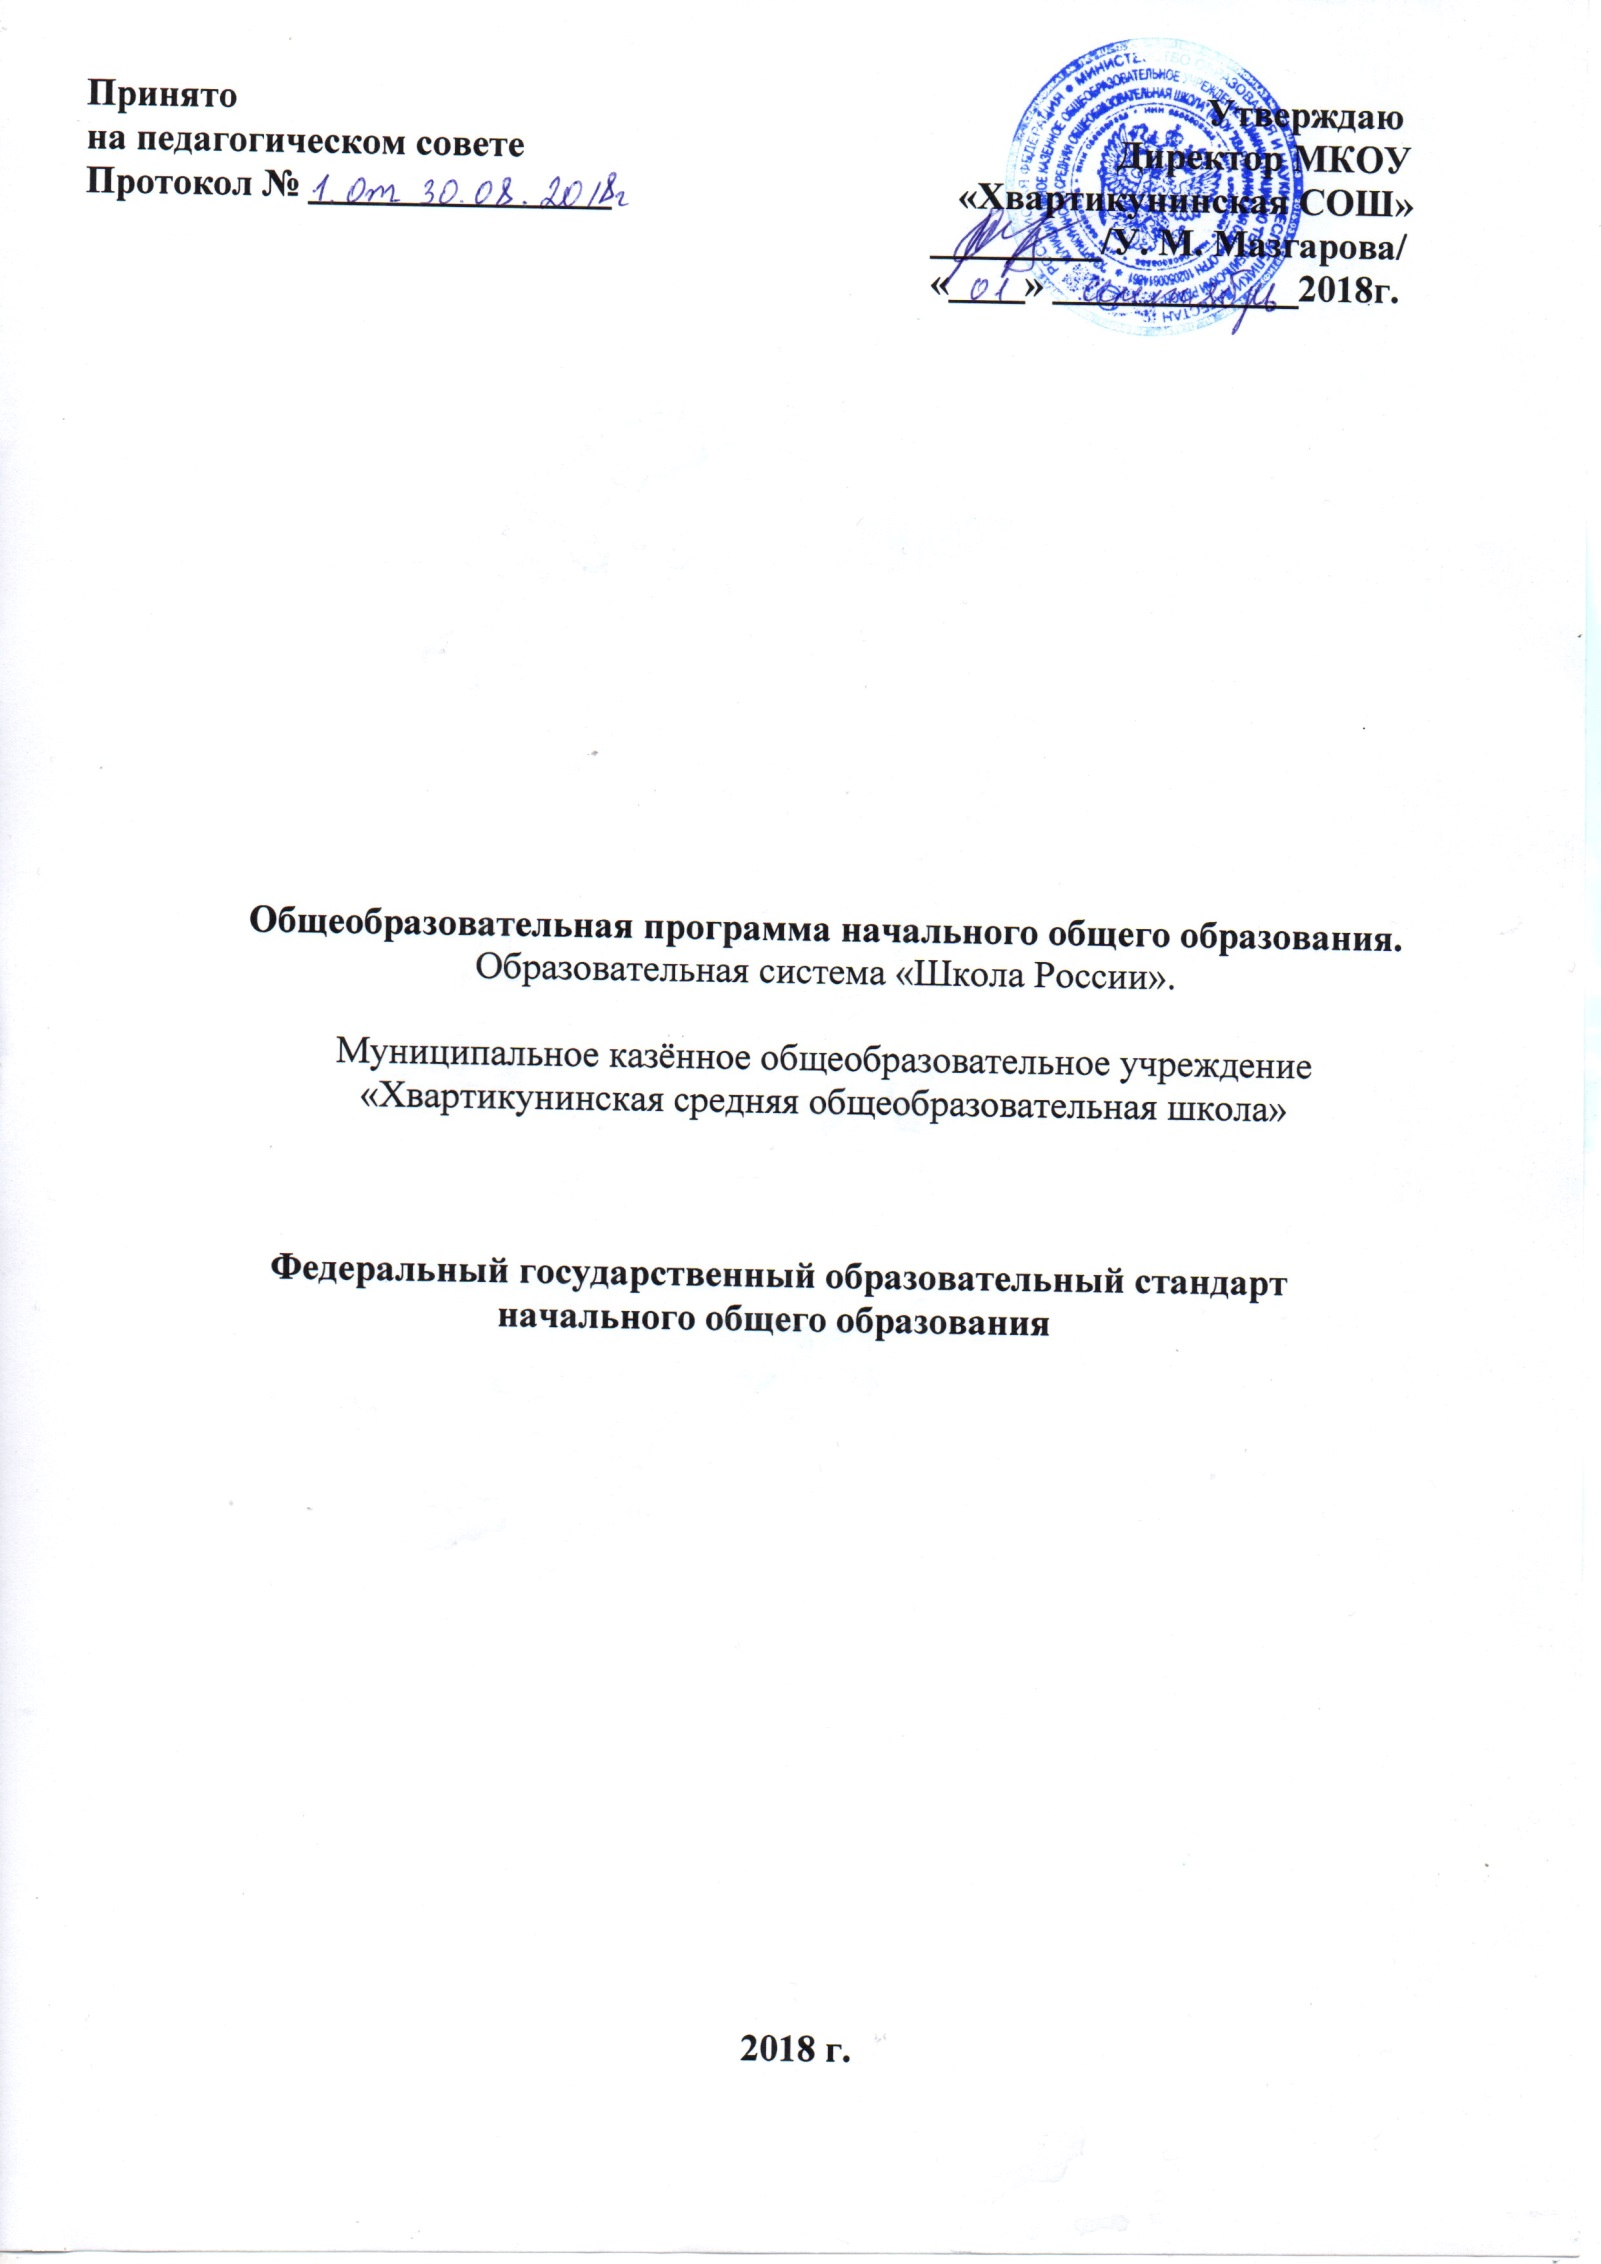 Принято
на педагогическом совете
Протокол № 1. от 30.08.2018г
Утверждаю
Директор МКОУ
«Хвартикунинская СОШ»
/У. М. Мазгарова/
«01» сентябрь 2018г.
Общеобразовательная программа начального общего образования.
Образовательная система «Школа России».
Муниципальное казённое общеобразовательное учреждение
«Хвартикунинская средняя общеобразовательная школа»
Федеральный государственный образовательный стандарт
начального общего образования
2018 г.